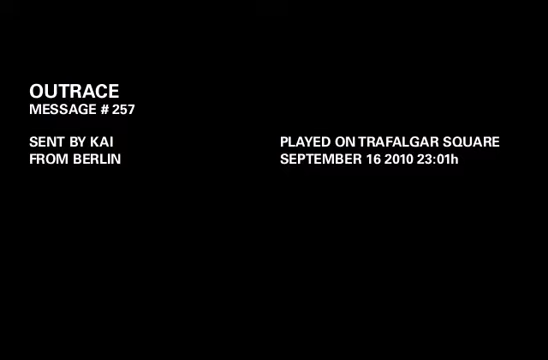 OUTRACE
MESSAGE # 257
SENT BY KAI
FROM BERLIN
PLAYED ON TRAFALGAR SQUARE
SEPTEMBER 16 2010 23:01h